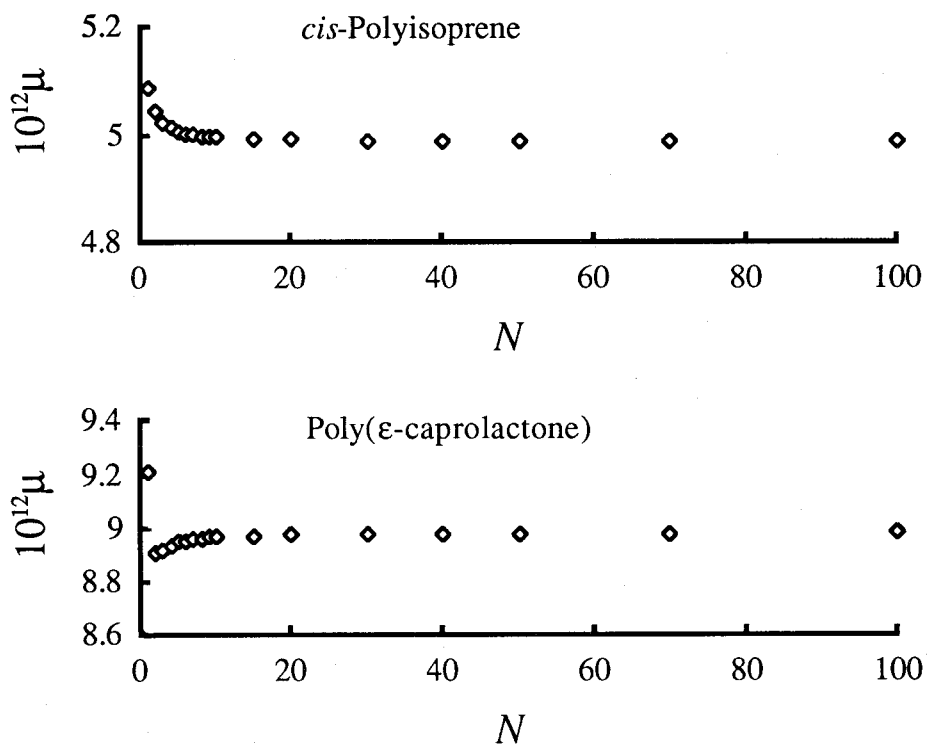 cis-Polyisoprene
10¹²μ
5.2
5
4.8
0 20 40 60 80 100
N
Poly(ε-caprolactone)
10¹²μ
9.4
9.2
9
8.8
8.6
0 20 40 60 80 100
N